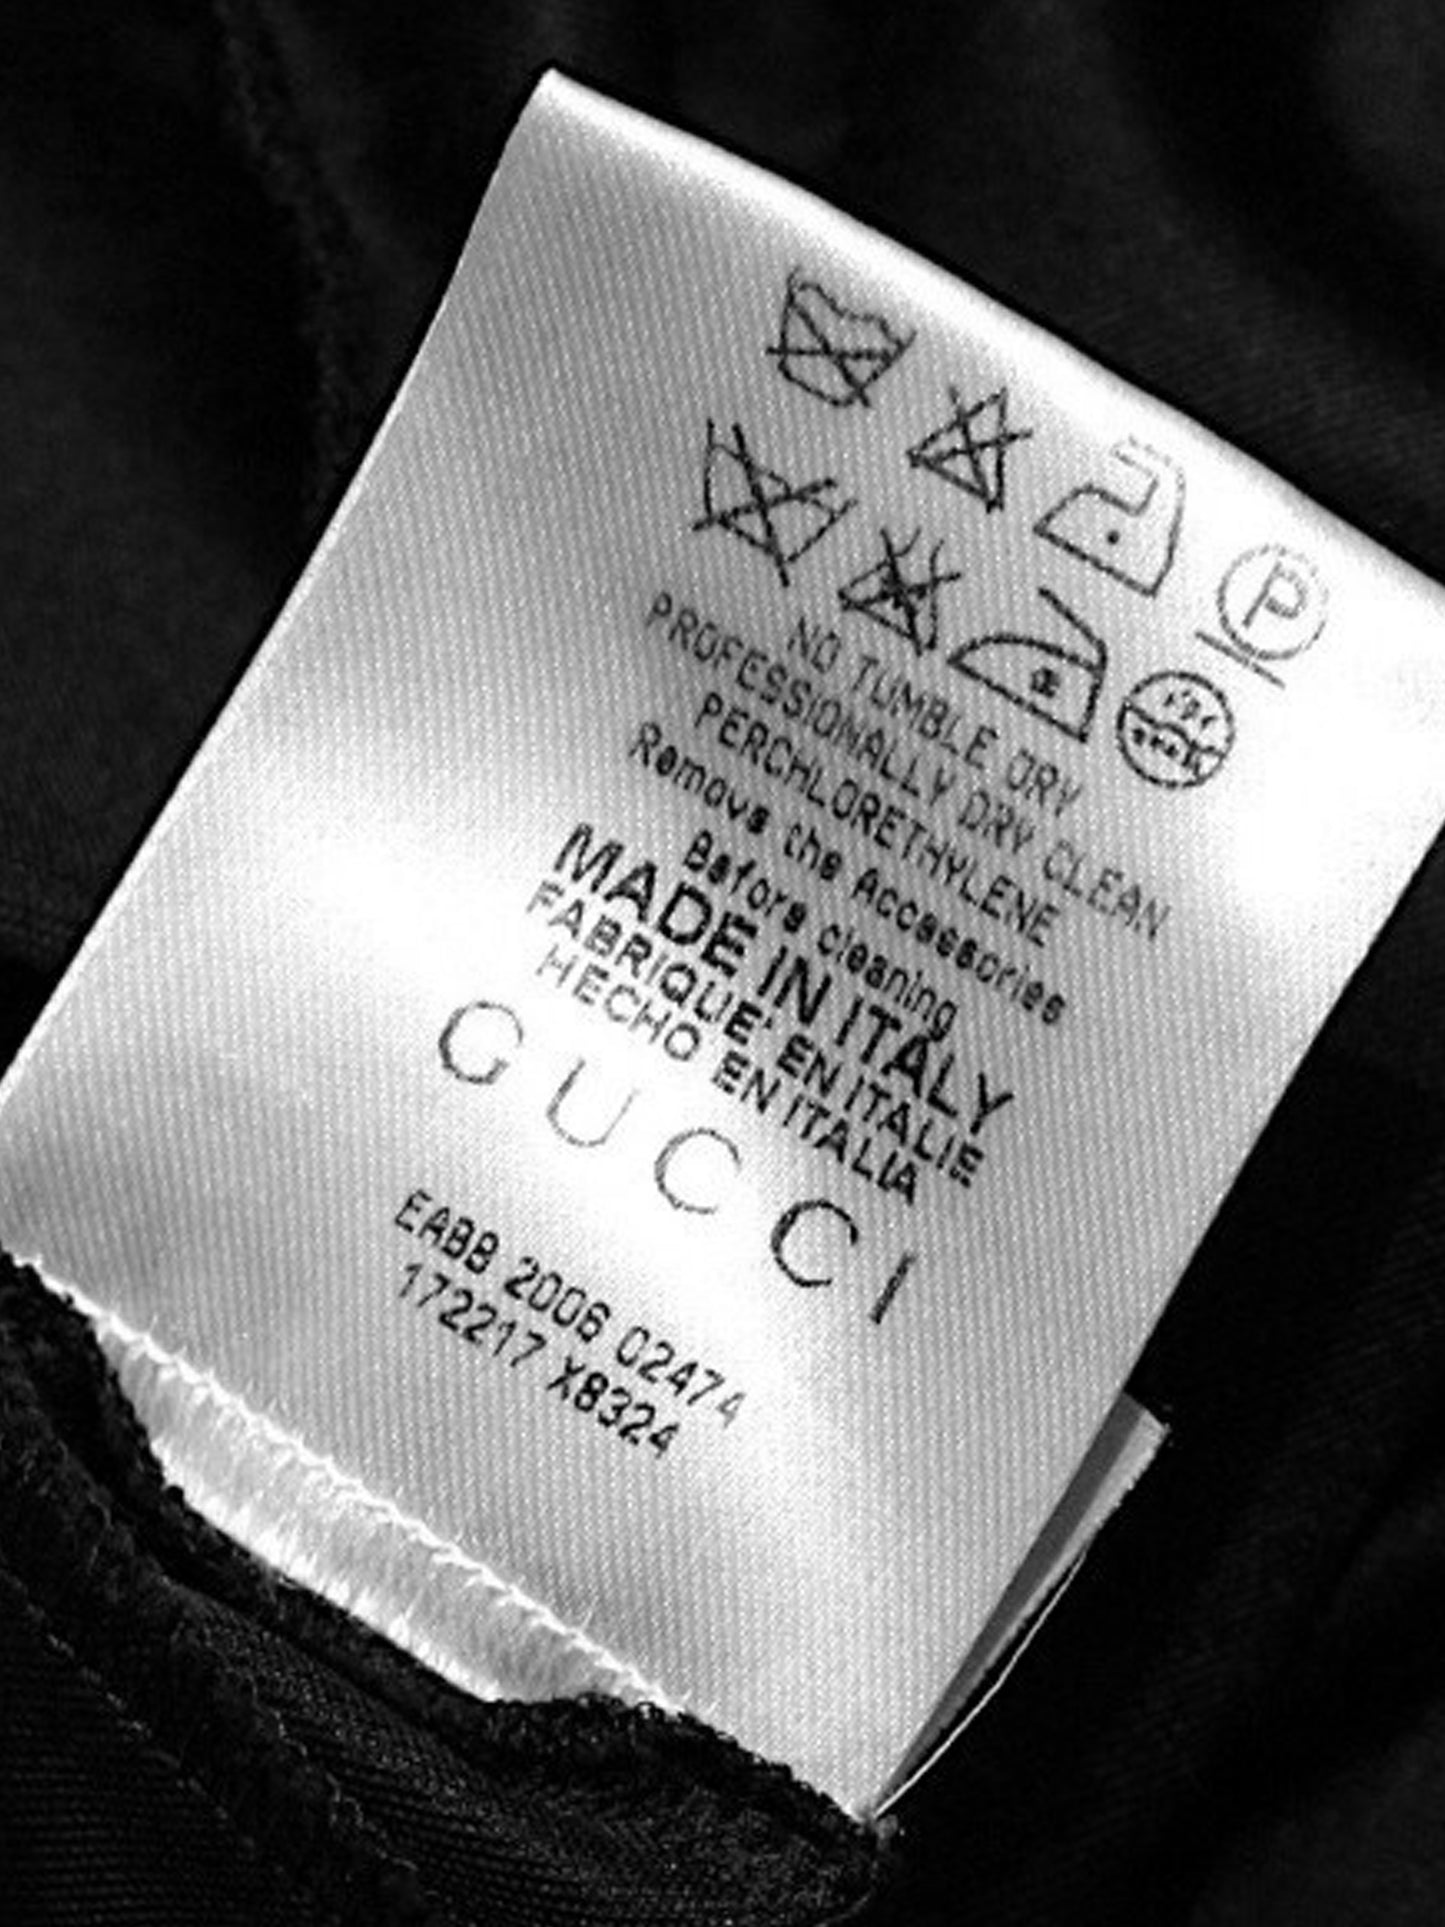 P
NO TUMBLE DRY
PROFESSIONALLY DRY CLEAN
PERCHLORETHYLENE
Remove the Accessories
Before cleaning
MADE IN ITALY
FABRIQUE' EN ITALIE
HECHO EN ITALIA
GUCCI
EABB 2006 02474
172217 X8324